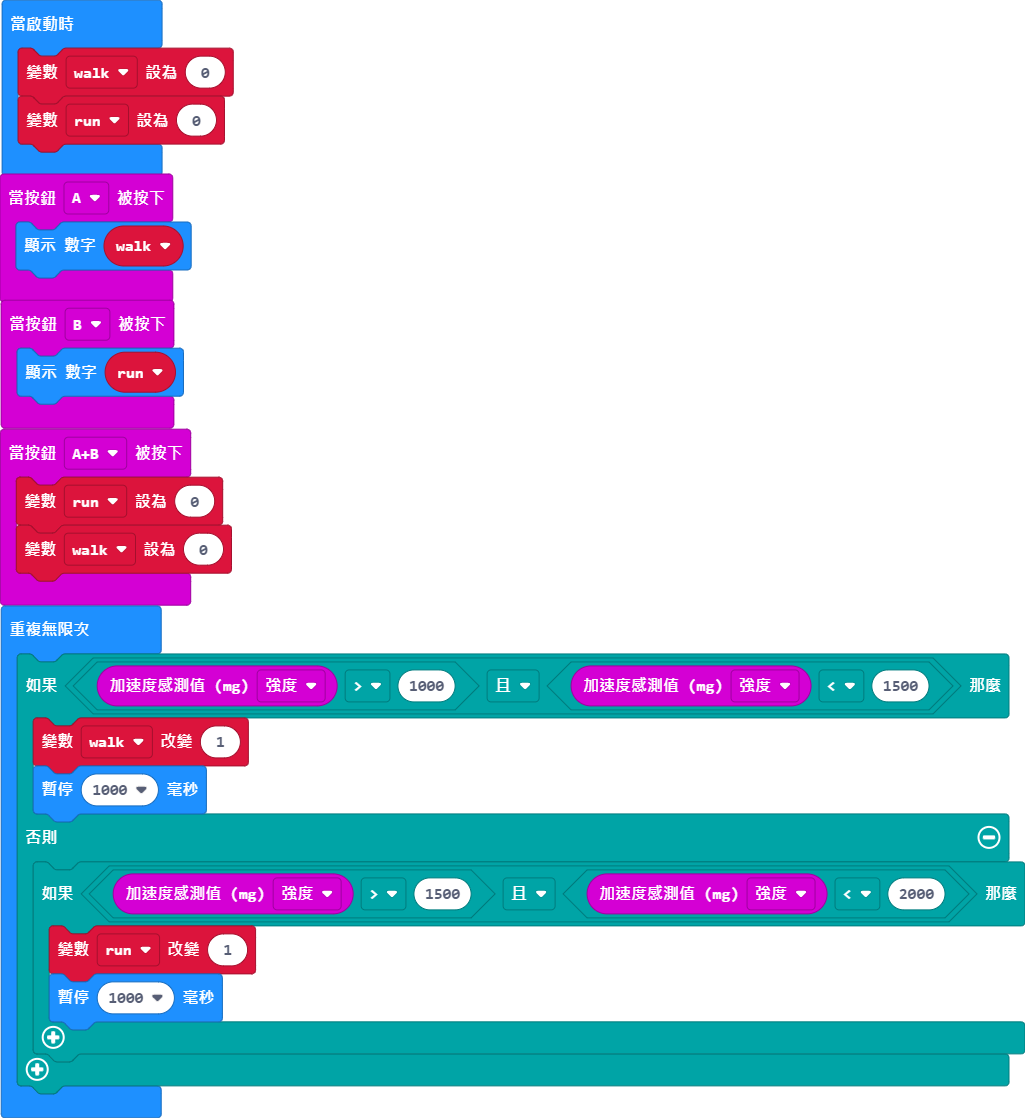 當啟動時
變數 walk 設為 0
變數 run 設為 0
當按鈕 A 被按下
顯示 數字 walk
當按鈕 B 被按下
顯示 數字 run
當按鈕 A+B 被按下
變數 run 設為 0
變數 walk 設為 0
重複無限次
如果 加速度感測值 (mg) 強度 > 1000 且 加速度感測值 (mg) 強度 < 1500 那麼
變數 walk 改變 1
暫停 1000 毫秒
否則
如果 加速度感測值 (mg) 強度 > 1500 且 加速度感測值 (mg) 強度 < 2000 那麼
變數 run 改變 1
暫停 1000 毫秒